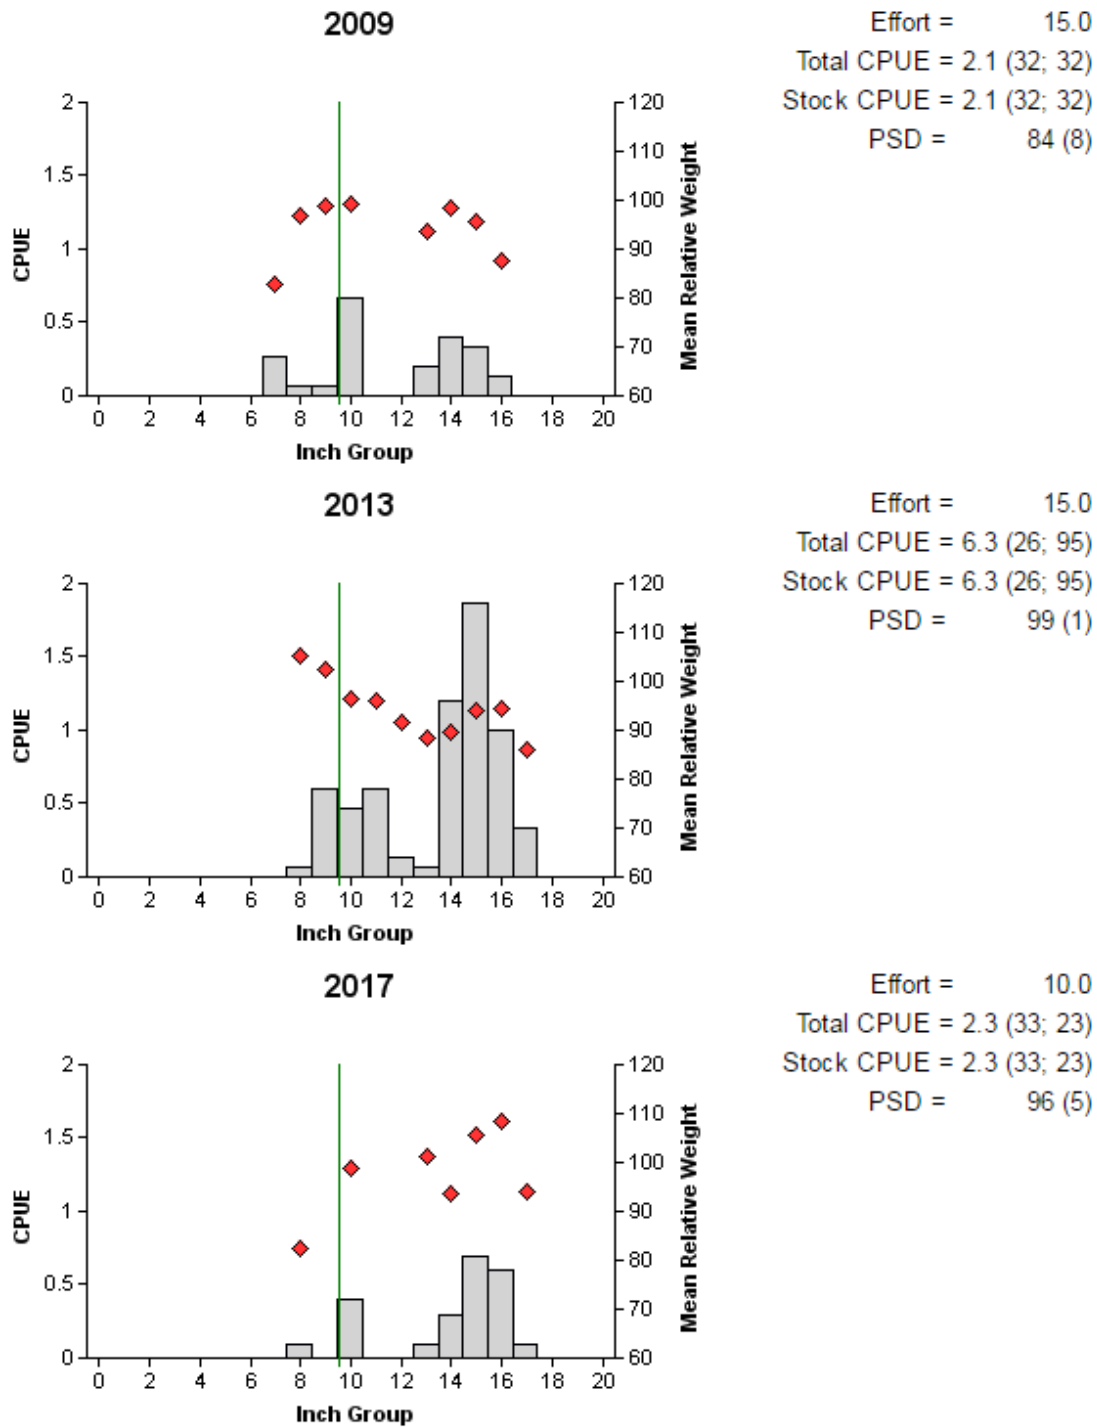 2009
Effort = 15.0
Total CPUE = 2.1 (32; 32)
Stock CPUE = 2.1 (32; 32)
PSD = 84 (8)
2
1.5
1
0.5
0
CPUE
120
110
100
90
80
70
60
Mean Relative Weight
0 2 4 6 8 10 12 14 16 18 20
Inch Group
2013
Effort = 15.0
Total CPUE = 6.3 (26; 95)
Stock CPUE = 6.3 (26; 95)
PSD = 99 (1)
2
1.5
1
0.5
0
CPUE
120
110
100
90
80
70
60
Mean Relative Weight
0 2 4 6 8 10 12 14 16 18 20
Inch Group
2017
Effort = 10.0
Total CPUE = 2.3 (33; 23)
Stock CPUE = 2.3 (33; 23)
PSD = 96 (5)
2
1.5
1
0.5
0
CPUE
120
110
100
90
80
70
60
Mean Relative Weight
0 2 4 6 8 10 12 14 16 18 20
Inch Group